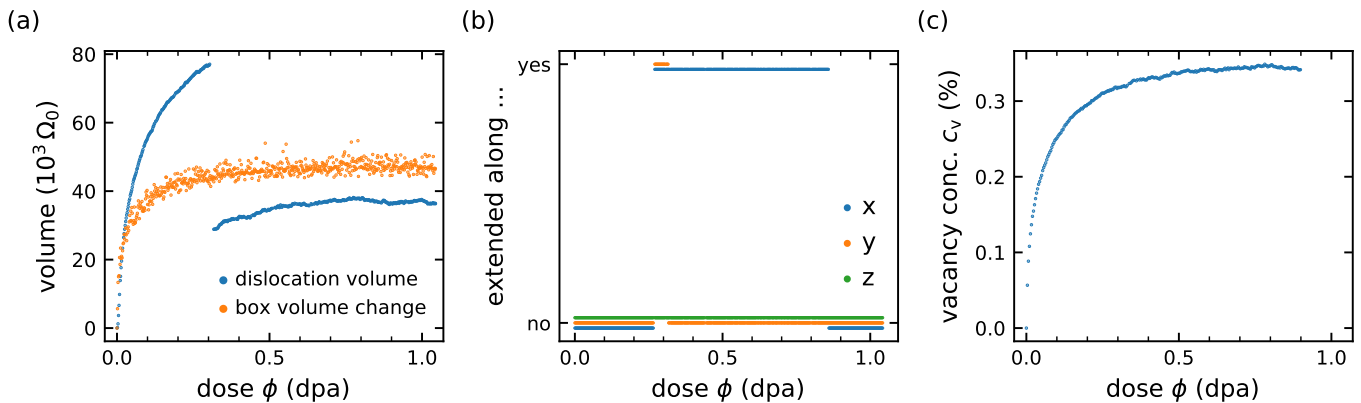 (a)
80
60
40
20
0
volume (10³ Ω₀)
dislocation volume
box volume change
0.0 0.5 1.0
dose ϕ (dpa)
(b)
yes
no
extended along ...
x
y
z
0.0 0.5 1.0
dose ϕ (dpa)
(c)
0.3
0.2
0.1
0.0
vacancy conc. cᵥ (%)
0.0 0.5 1.0
dose ϕ (dpa)